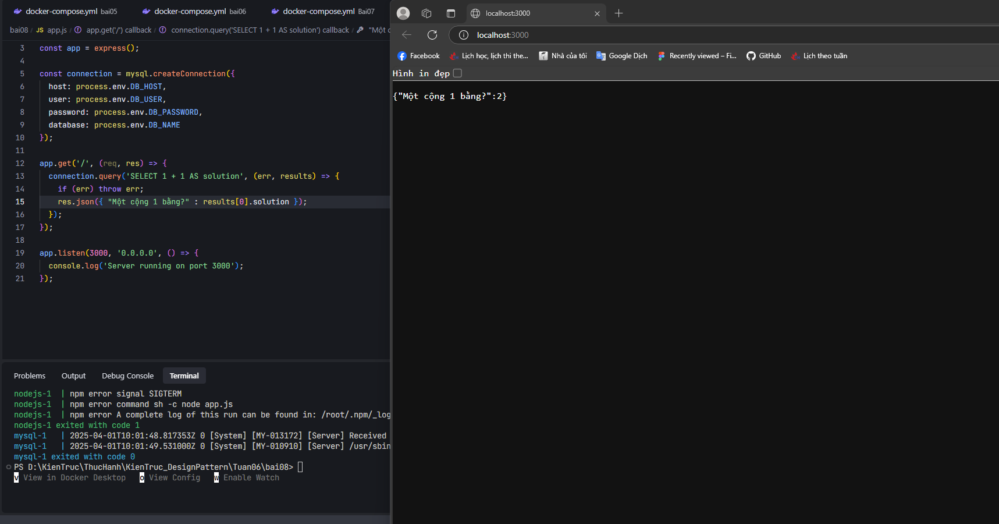 docker-compose.yml bai05 docker-compose.yml bai06 docker-compose.yml Bai07
bai08 / JS app.js / app.get('/') callback / connection.query('SELECT 1 + 1 AS solution') callback / "Một c
3 const app = express();
4
5 const connection = mysql.createConnection({
6 host: process.env.DB_HOST,
7 user: process.env.DB_USER,
8 password: process.env.DB_PASSWORD,
9 database: process.env.DB_NAME
10 });
11
12 app.get('/', (req, res) => {
13 connection.query('SELECT 1 + 1 AS solution', (err, results) => {
14 if (err) throw err;
15 res.json({ "Một cộng 1 bằng?" : results[0].solution });
16 });
17 });
18
19 app.listen(3000, '0.0.0.0', () => {
20 console.log('Server running on port 3000');
21 });
Problems Output Debug Console Terminal
nodejs-1 | npm error signal SIGTERM
nodejs-1 | npm error command sh -c node app.js
nodejs-1 | npm error A complete log of this run can be found in: /root/.npm/_log
nodejs-1 exited with code 1
mysql-1 | 2025-04-01T10:01:48.817353Z 0 [System] [MY-013172] [Server] Received
mysql-1 | 2025-04-01T10:01:49.531000Z 0 [System] [MY-010910] [Server] /usr/sbin
mysql-1 exited with code 0
PS D:\KienTruc\ThucHanh\KienTruc_DesignPattern\Tuan06\bai08>
v View in Docker Desktop o View Config w Enable Watch
localhost:3000
localhost:3000
Facebook Lịch học, lịch thi the... Nhà của tôi Google Dịch Recently viewed – Fi... GitHub Lịch theo tuần
Hình in đẹp
{"Một cộng 1 bằng?":2}